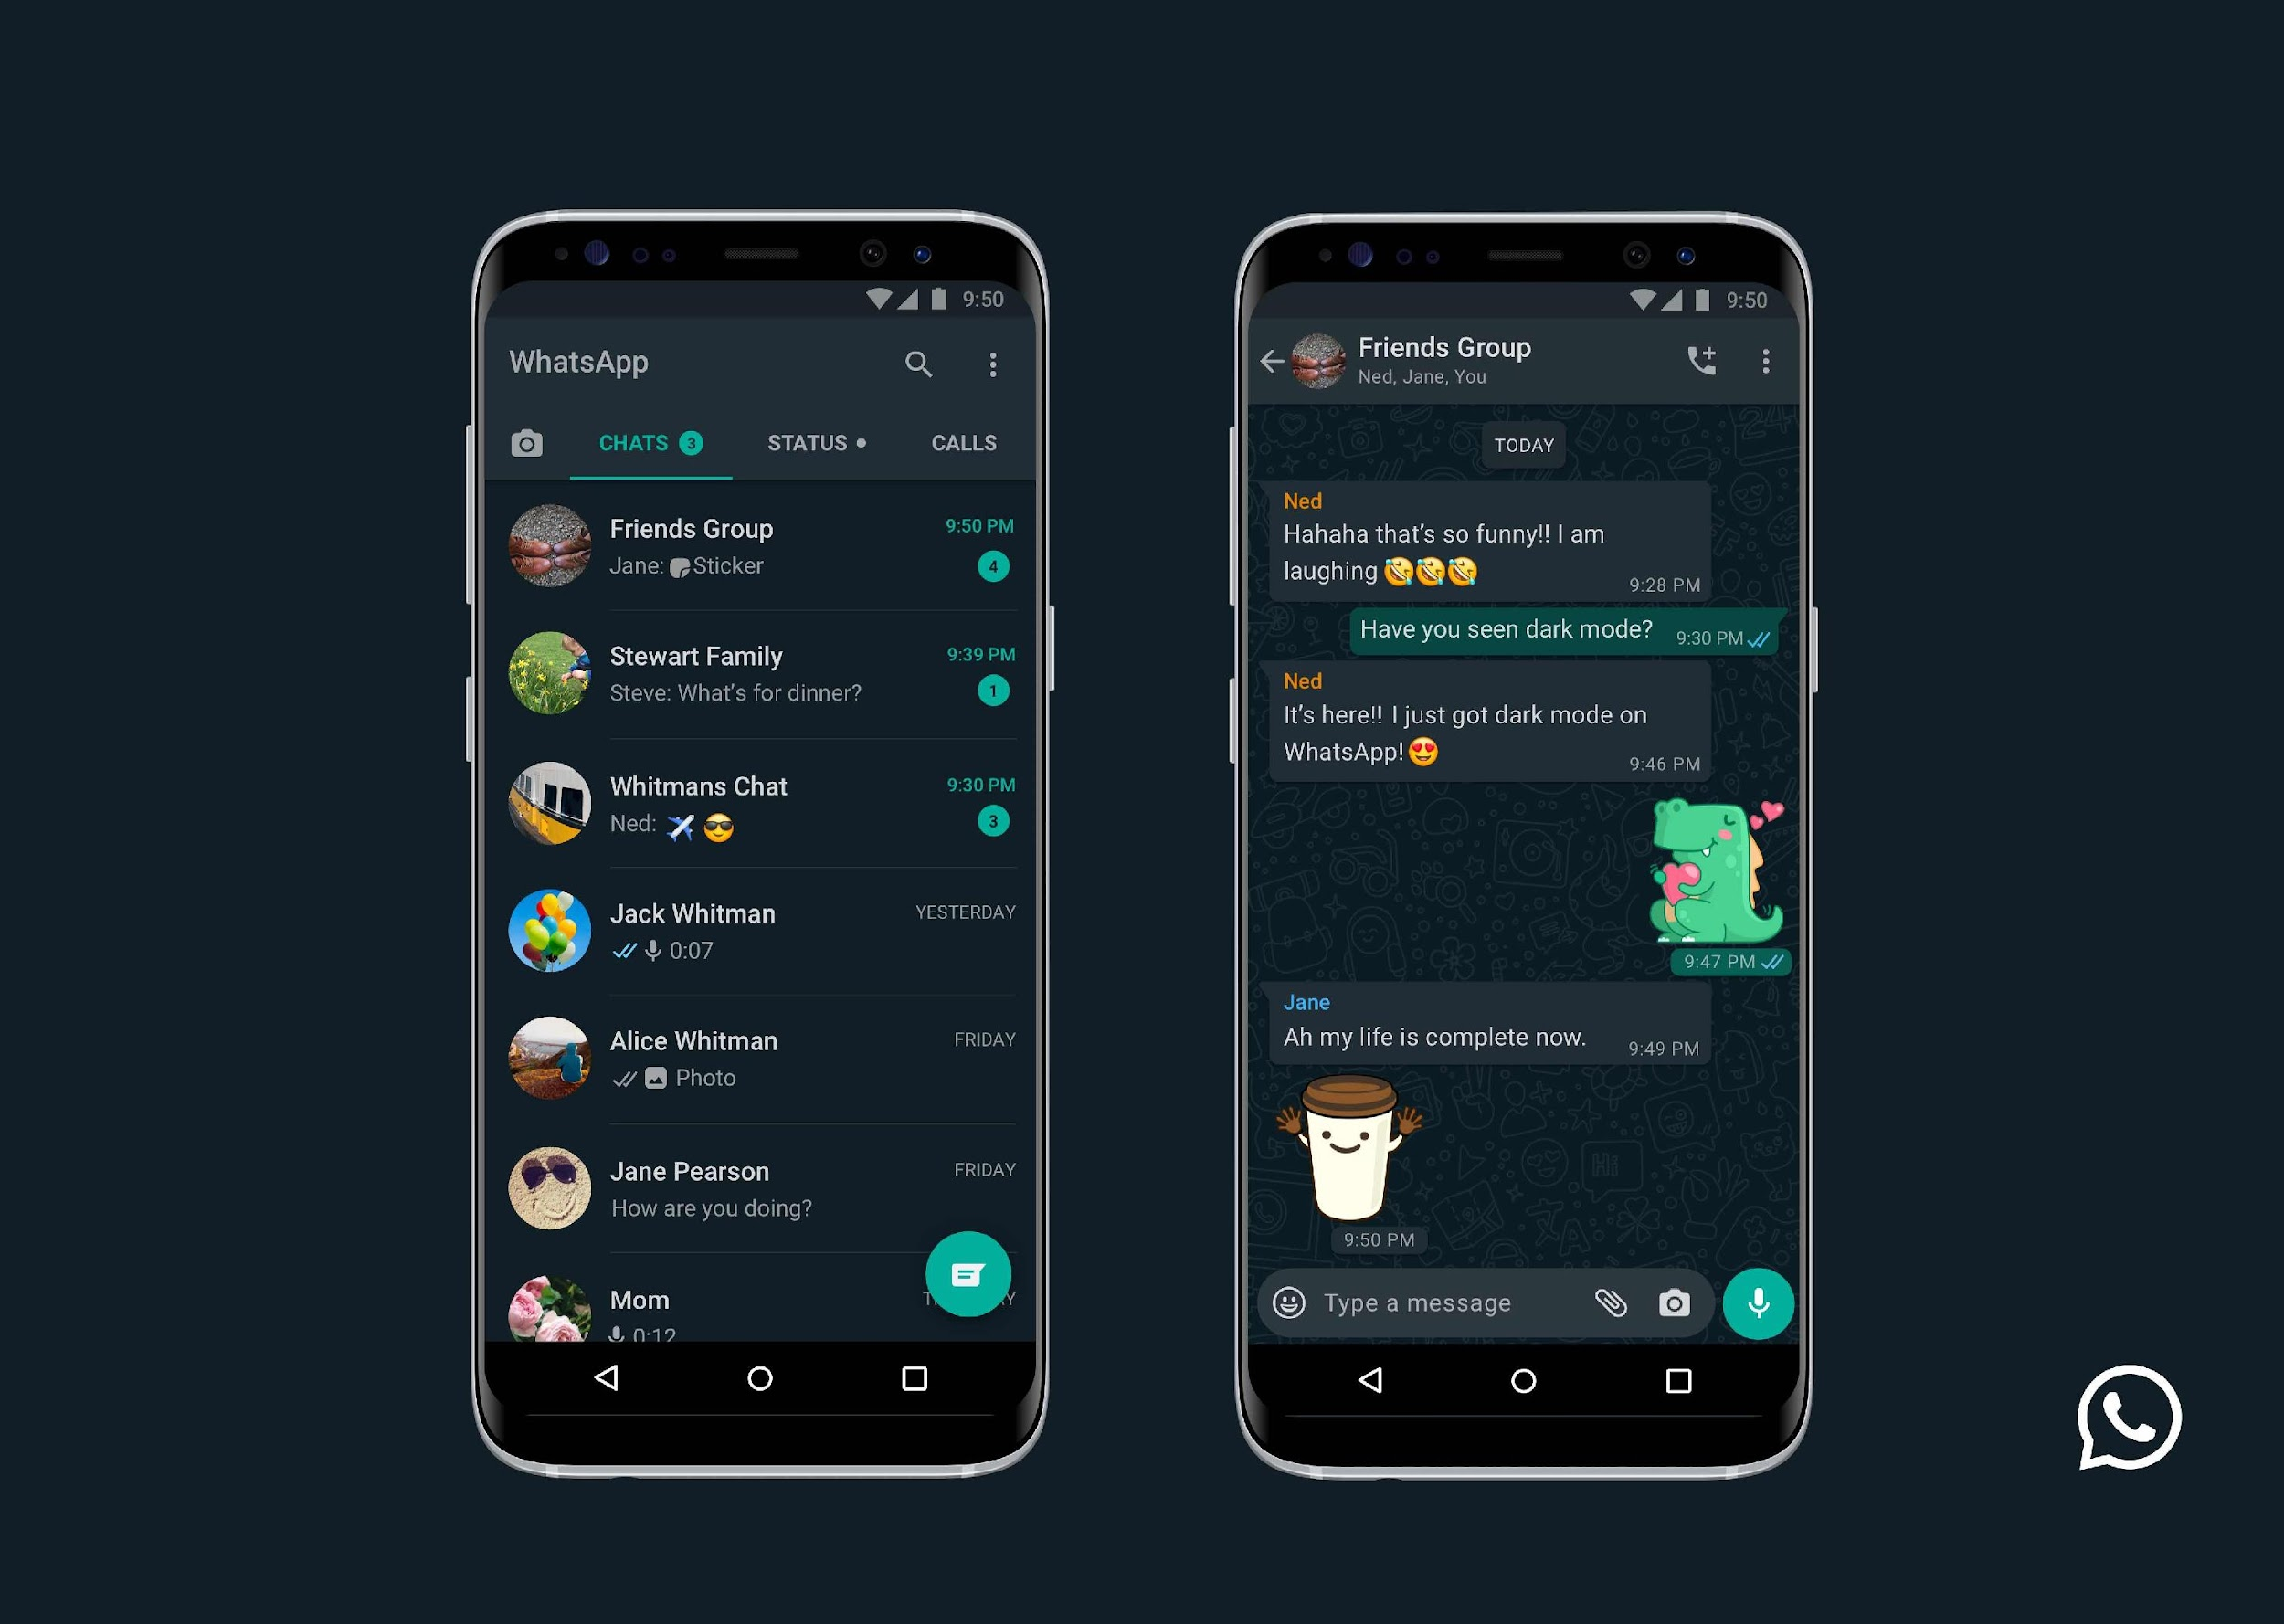 9:50
WhatsApp
CHATS 3 STATUS • CALLS
Friends Group 9:50 PM
Jane: Sticker 4
Stewart Family 9:39 PM
Steve: What's for dinner? 1
Whitmans Chat 9:30 PM
Ned: ✈️ 😎 3
Jack Whitman YESTERDAY
0:07
Alice Whitman FRIDAY
Photo
Jane Pearson FRIDAY
How are you doing?
Mom
0:12
9:50
Friends Group
Ned, Jane, You
TODAY
Ned
Hahaha that's so funny!! I am
laughing 🤣🤣🤣
9:28 PM
Have you seen dark mode? 9:30 PM
Ned
It's here!! I just got dark mode on
WhatsApp!😍
9:46 PM
9:47 PM
Jane
Ah my life is complete now. 9:49 PM
9:50 PM
Type a message